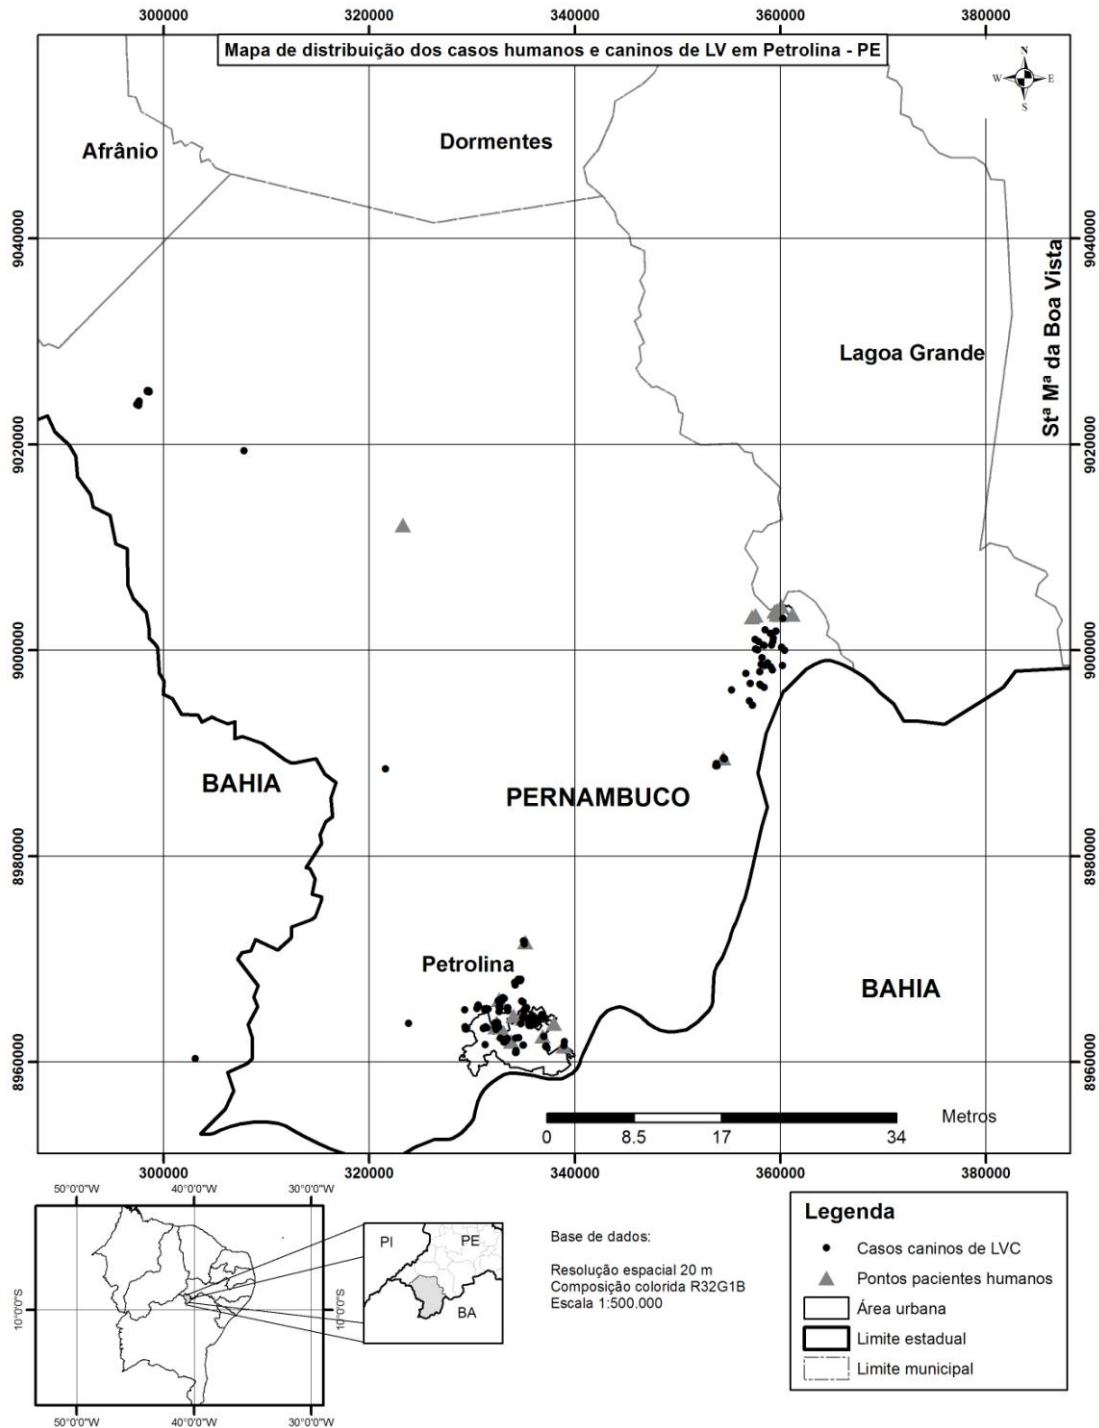 300000 320000 340000 360000 380000
Mapa de distribuição dos casos humanos e caninos de LV em Petrolina - PE
N
W E
S
Afrânio
Dormentes
9040000 9040000
Lagoa Grande
Stª Mª da Boa Vista
9020000 9020000
9000000 9000000
BAHIA
PERNAMBUCO
8980000 8980000
Petrolina
BAHIA
8960000 8960000
Metros
0 8.5 17 34
300000 320000 340000 360000 380000
50°0'0"W 40°0'0"W 30°0'0"W
PI PE
BA
10°0'0"S 10°0'0"S
50°0'0"W 40°0'0"W 30°0'0"W
Base de dados:
Resolução espacial 20 m
Composição colorida R32G1B
Escala 1:500.000
Legenda
Casos caninos de LVC
Pontos pacientes humanos
Área urbana
Limite estadual
Limite municipal